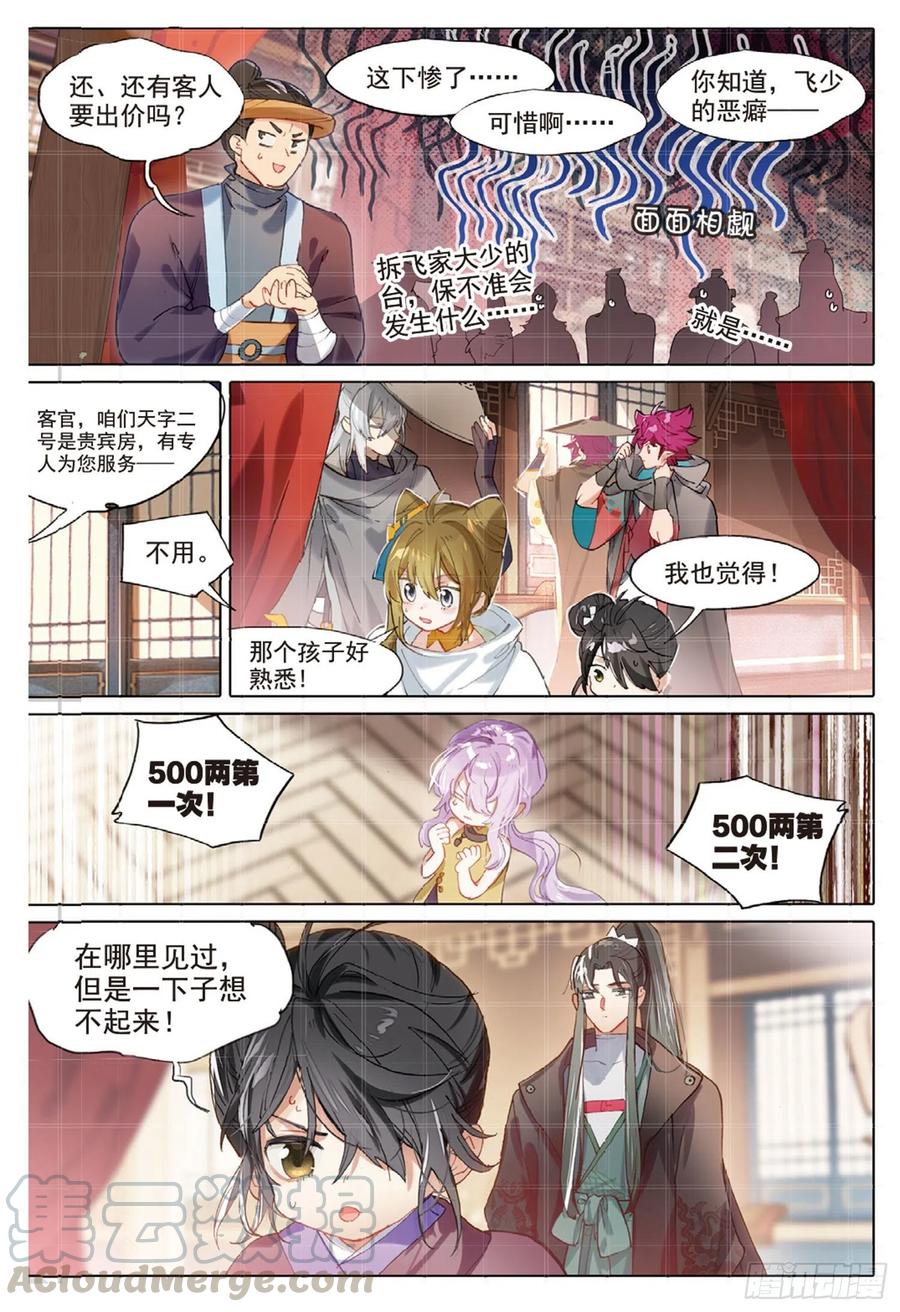 还、还有客人
要出价吗？
这下惨了……
可惜啊……
你知道，飞少
的恶癖——
面面相觑
拆飞家大少的
台，保不准会
发生什么……
就是……
客官，咱们天字二
号是贵宾房，有专
人为您服务——
不用。
那个孩子好
熟悉！
我也觉得！
500两第
一次！
500两第
二次！
在哪里见过，
但是一下子想
不起来！
集云数据
AcloudMerge.com
腾讯动漫